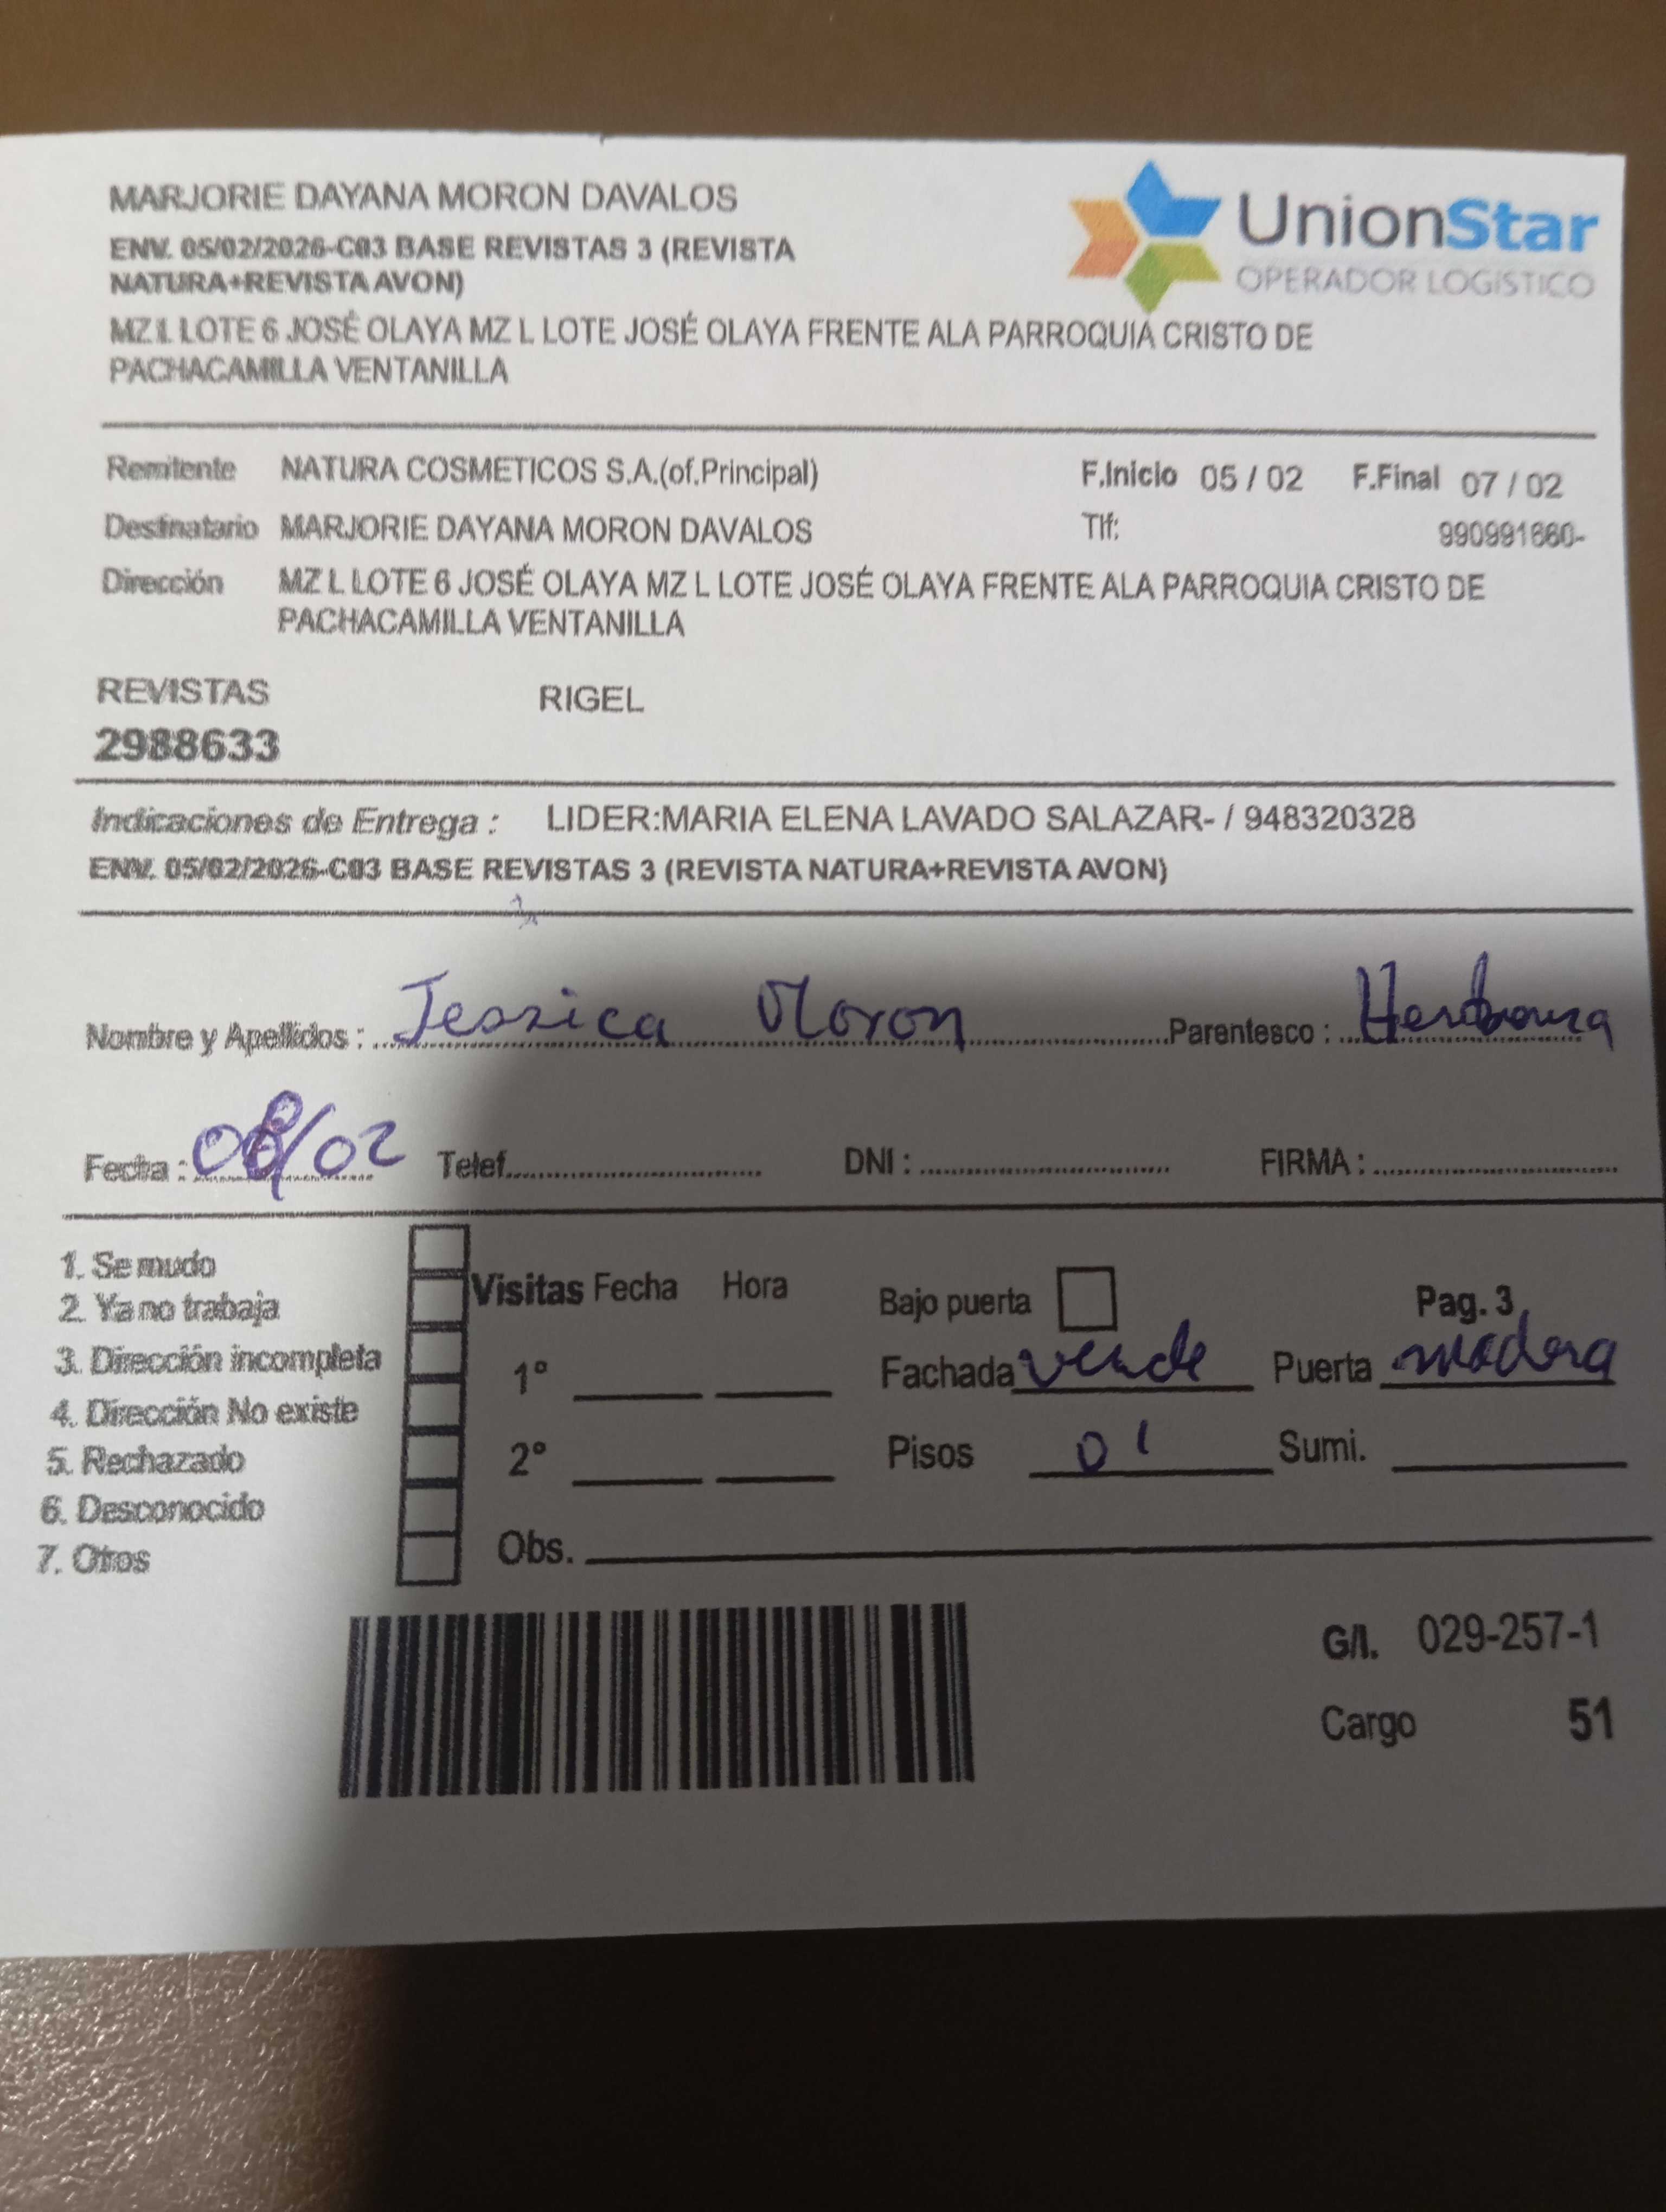 MARJORIE DAYANA MORON DAVALOS
UnionStar
OPERADOR LOGÍSTICO
ENV. 05/02/2026-C03 BASE REVISTAS 3 (REVISTA
NATURA+REVISTA AVON)
MZ L LOTE 6 JOSÉ OLAYA MZ L LOTE JOSÉ OLAYA FRENTE ALA PARROQUIA CRISTO DE
PACHACAMILLA VENTANILLA
Remitente NATURA COSMETICOS S.A.(of.Principal) F.Inicio 05 / 02 F.Final 07 / 02
Destinatario MARJORIE DAYANA MORON DAVALOS Tlf: 990991660-
Dirección MZ L LOTE 6 JOSÉ OLAYA MZ L LOTE JOSÉ OLAYA FRENTE ALA PARROQUIA CRISTO DE
PACHACAMILLA VENTANILLA
REVISTAS RIGEL
2988633
Indicaciones de Entrega : LIDER:MARIA ELENA LAVADO SALAZAR- / 948320328
ENV. 05/02/2026-C03 BASE REVISTAS 3 (REVISTA NATURA+REVISTA AVON)
Nombre y Apellidos : Jessica Moron Parentesco :
Fecha : 08/02 Telef. DNI : FIRMA :
1. Se mudo
2. Ya no trabaja
3. Dirección incompleta
4. Dirección No existe
5. Rechazado
6. Desconocido
7. Otros
Visitas Fecha Hora
1°
2°
Obs.
Bajo puerta Pag. 3
Fachada verde Puerta madera
Pisos 01 Sumi.
G/I. 029-257-1
Cargo 51